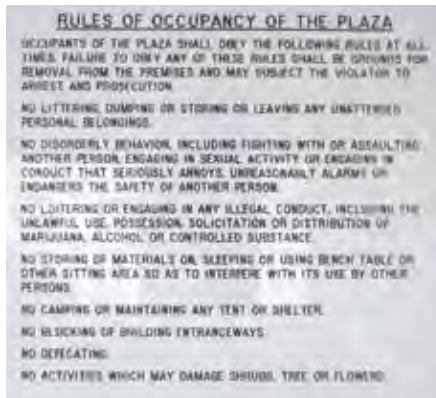 RULES OF OCCUPANCY OF THE PLAZA
OCCUPANTS OF THE PLAZA SHALL OBEY THE FOLLOWING RULES AT ALL
TIMES. FAILURE TO OBEY ANY OF THESE RULES SHALL BE GROUNDS FOR
REMOVAL FROM THE PREMISES AND MAY SUBJECT THE VIOLATOR TO
ARREST AND PROSECUTION.
NO LITTERING, DUMPING OR STORING OR LEAVING ANY UNATTENDED
PERSONAL BELONGINGS.
NO DISORDERLY BEHAVIOR, INCLUDING FIGHTING WITH OR ASSAULTING
ANOTHER PERSON, ENGAGING IN SEXUAL ACTIVITY OR ENGAGING IN
CONDUCT THAT SERIOUSLY ANNOYS, UNREASONABLY ALARMS OR
ENDANGERS THE SAFETY OF ANOTHER PERSON.
NO LOITERING OR ENGAGING IN ANY ILLEGAL CONDUCT, INCLUDING THE
UNLAWFUL USE, POSSESSION, SOLICITATION OR DISTRIBUTION OF
MARIJUANA, ALCOHOL OR CONTROLLED SUBSTANCE.
NO STORING OF MATERIALS ON, SLEEPING OR USING BENCH TABLE OR
OTHER SITTING AREA SO AS TO INTERFERE WITH ITS USE BY OTHER
PERSONS.
NO CAMPING OR MAINTAINING ANY TENT OR SHELTER.
NO BLOCKING OF BUILDING ENTRANCEWAYS.
NO DEFECATING.
NO ACTIVITIES WHICH MAY DAMAGE SHRUBS, TREE OR FLOWERS.